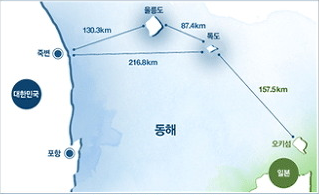 울릉도
130.3km
87.4km
독도
죽변
216.8km
대한민국
157.5km
동해
포항
오키섬
일본